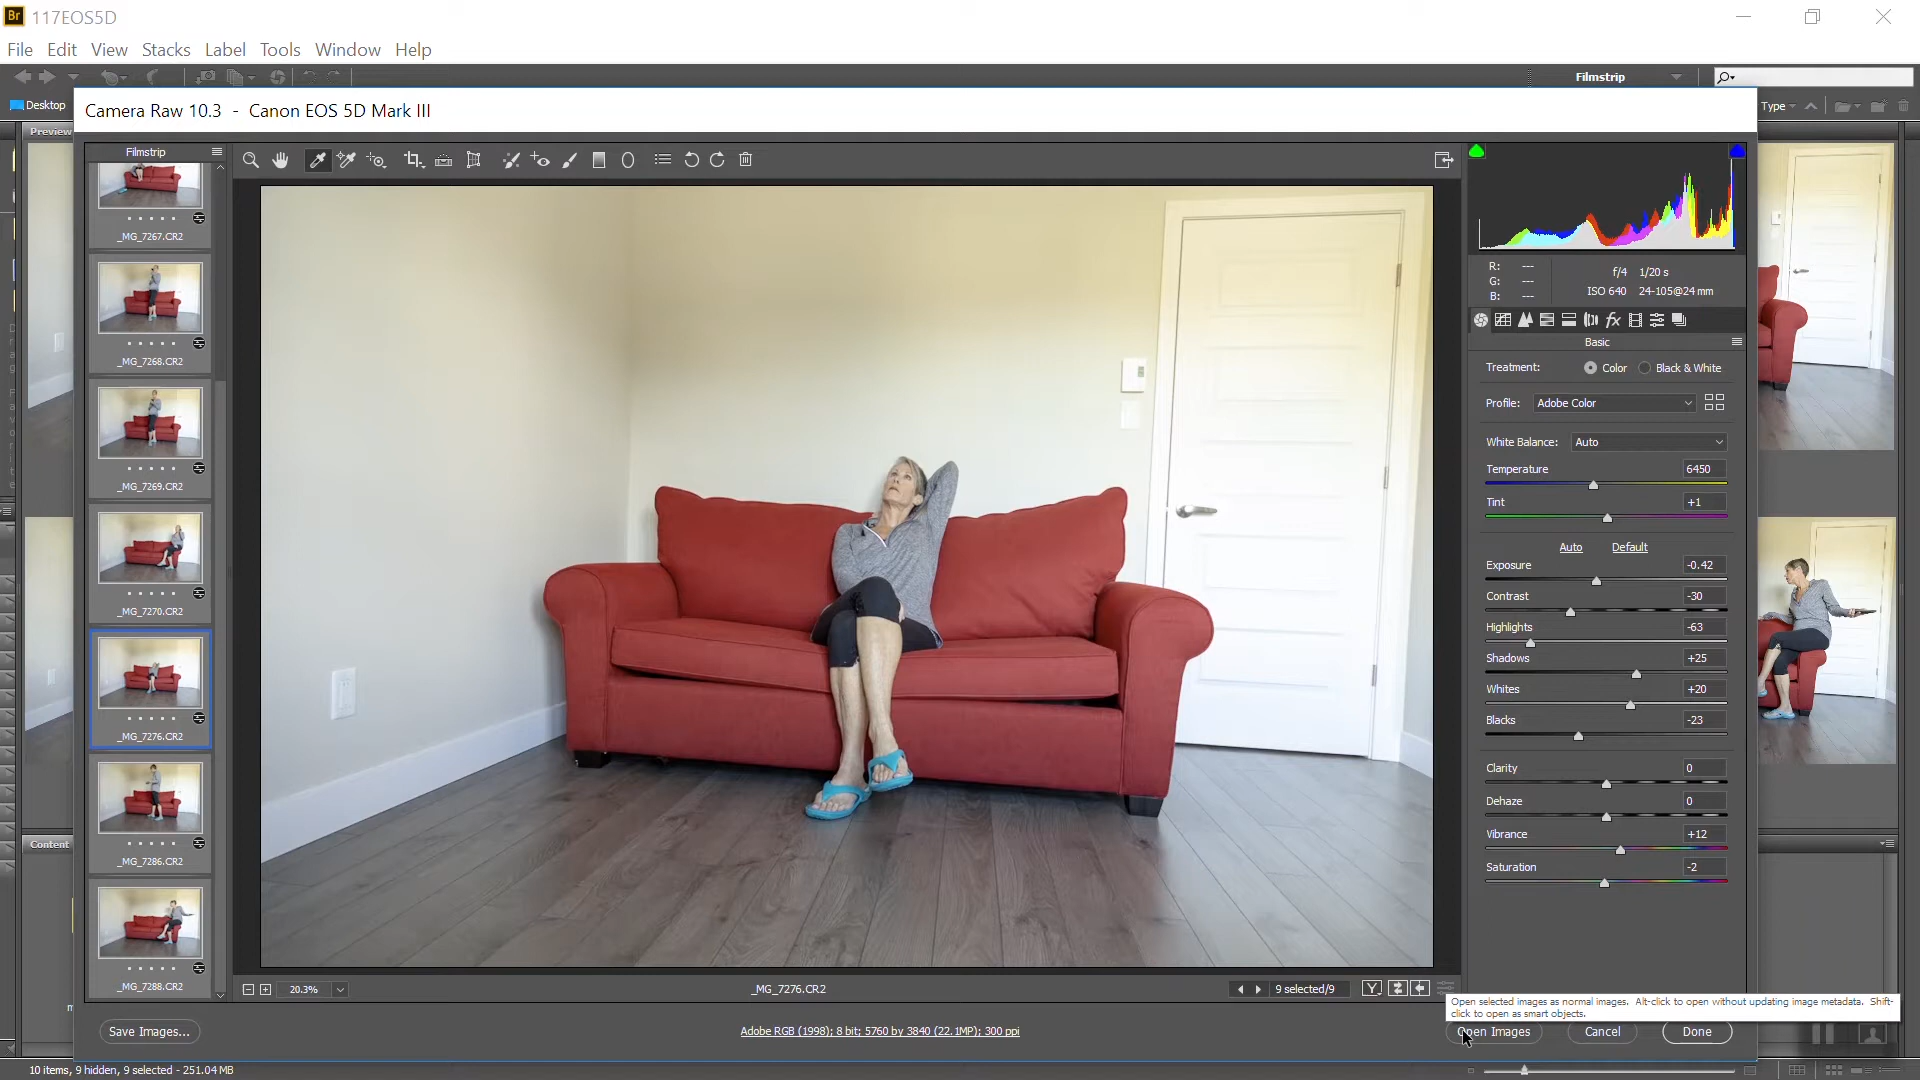 Br 117EOS5D
File Edit View Stacks Label Tools Window Help
Filmstrip
Desktop
Type
Camera Raw 10.3 - Canon EOS 5D Mark III
Preview
Filmstrip
_MG_7267.CR2
_MG_7268.CR2
_MG_7269.CR2
_MG_7270.CR2
_MG_7276.CR2
_MG_7286.CR2
_MG_7288.CR2
Content
R: ---
G: ---
B: ---
f/4 1/20 s
ISO 640 24-105@24 mm
Basic
Treatment: Color Black & White
Profile: Adobe Color
White Balance: Auto
Temperature 6450
Tint +1
Auto Default
Exposure -0.42
Contrast -30
Highlights -63
Shadows +25
Whites +20
Blacks -23
Clarity 0
Dehaze 0
Vibrance +12
Saturation -2
20.3%
_MG_7276.CR2
9 selected/9
Y
Open selected images as normal images. Alt-click to open without updating image metadata. Shift-
click to open as smart objects.
Save Images...
Adobe RGB (1998); 8 bit; 5760 by 3840 (22.1MP); 300 ppi
Open Images Cancel Done
10 items, 9 hidden, 9 selected - 251.04 MB